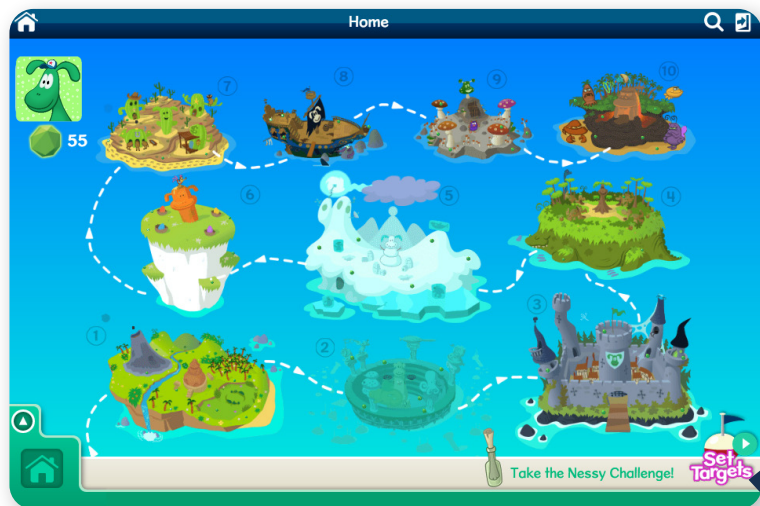 Home
55
⑦
⑧
⑨
⑩
⑥
⑤
④
①
②
③
Take the Nessy Challenge!
Set
Targets